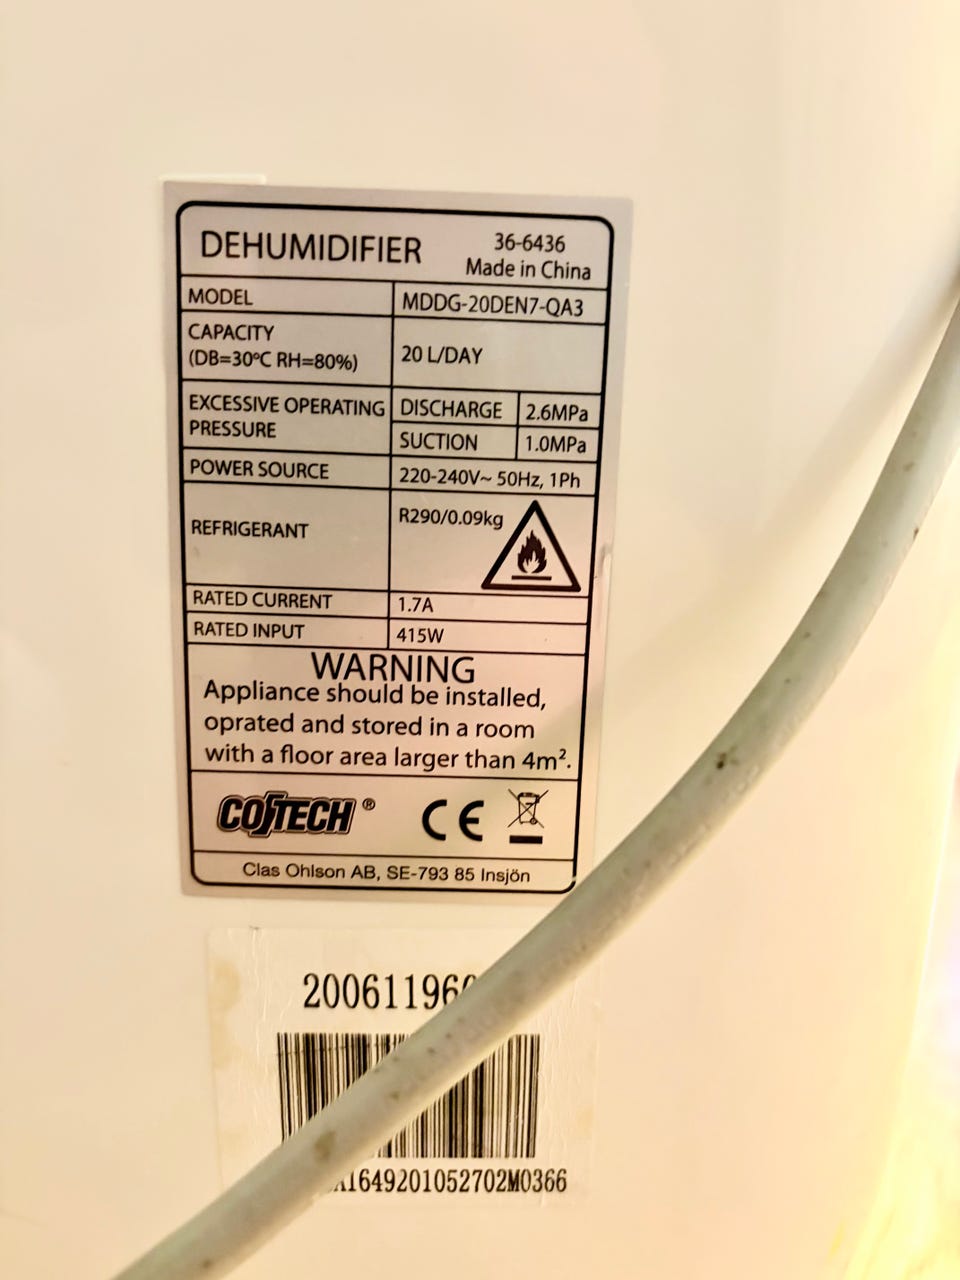 DEHUMIDIFIER
36-6436
Made in China
MODEL
MDDG-20DEN7-QA3
CAPACITY
(DB=30°C RH=80%)
20 L/DAY
EXCESSIVE OPERATING
PRESSURE
DISCHARGE 2.6MPa
SUCTION 1.0MPa
POWER SOURCE
220-240V~ 50Hz, 1Ph
REFRIGERANT
R290/0.09kg
RATED CURRENT
1.7A
RATED INPUT
415W
WARNING
Appliance should be installed,
oprated and stored in a room
with a floor area larger than 4m².
COTECH ®
CE
Clas Ohlson AB, SE-793 85 Insjön